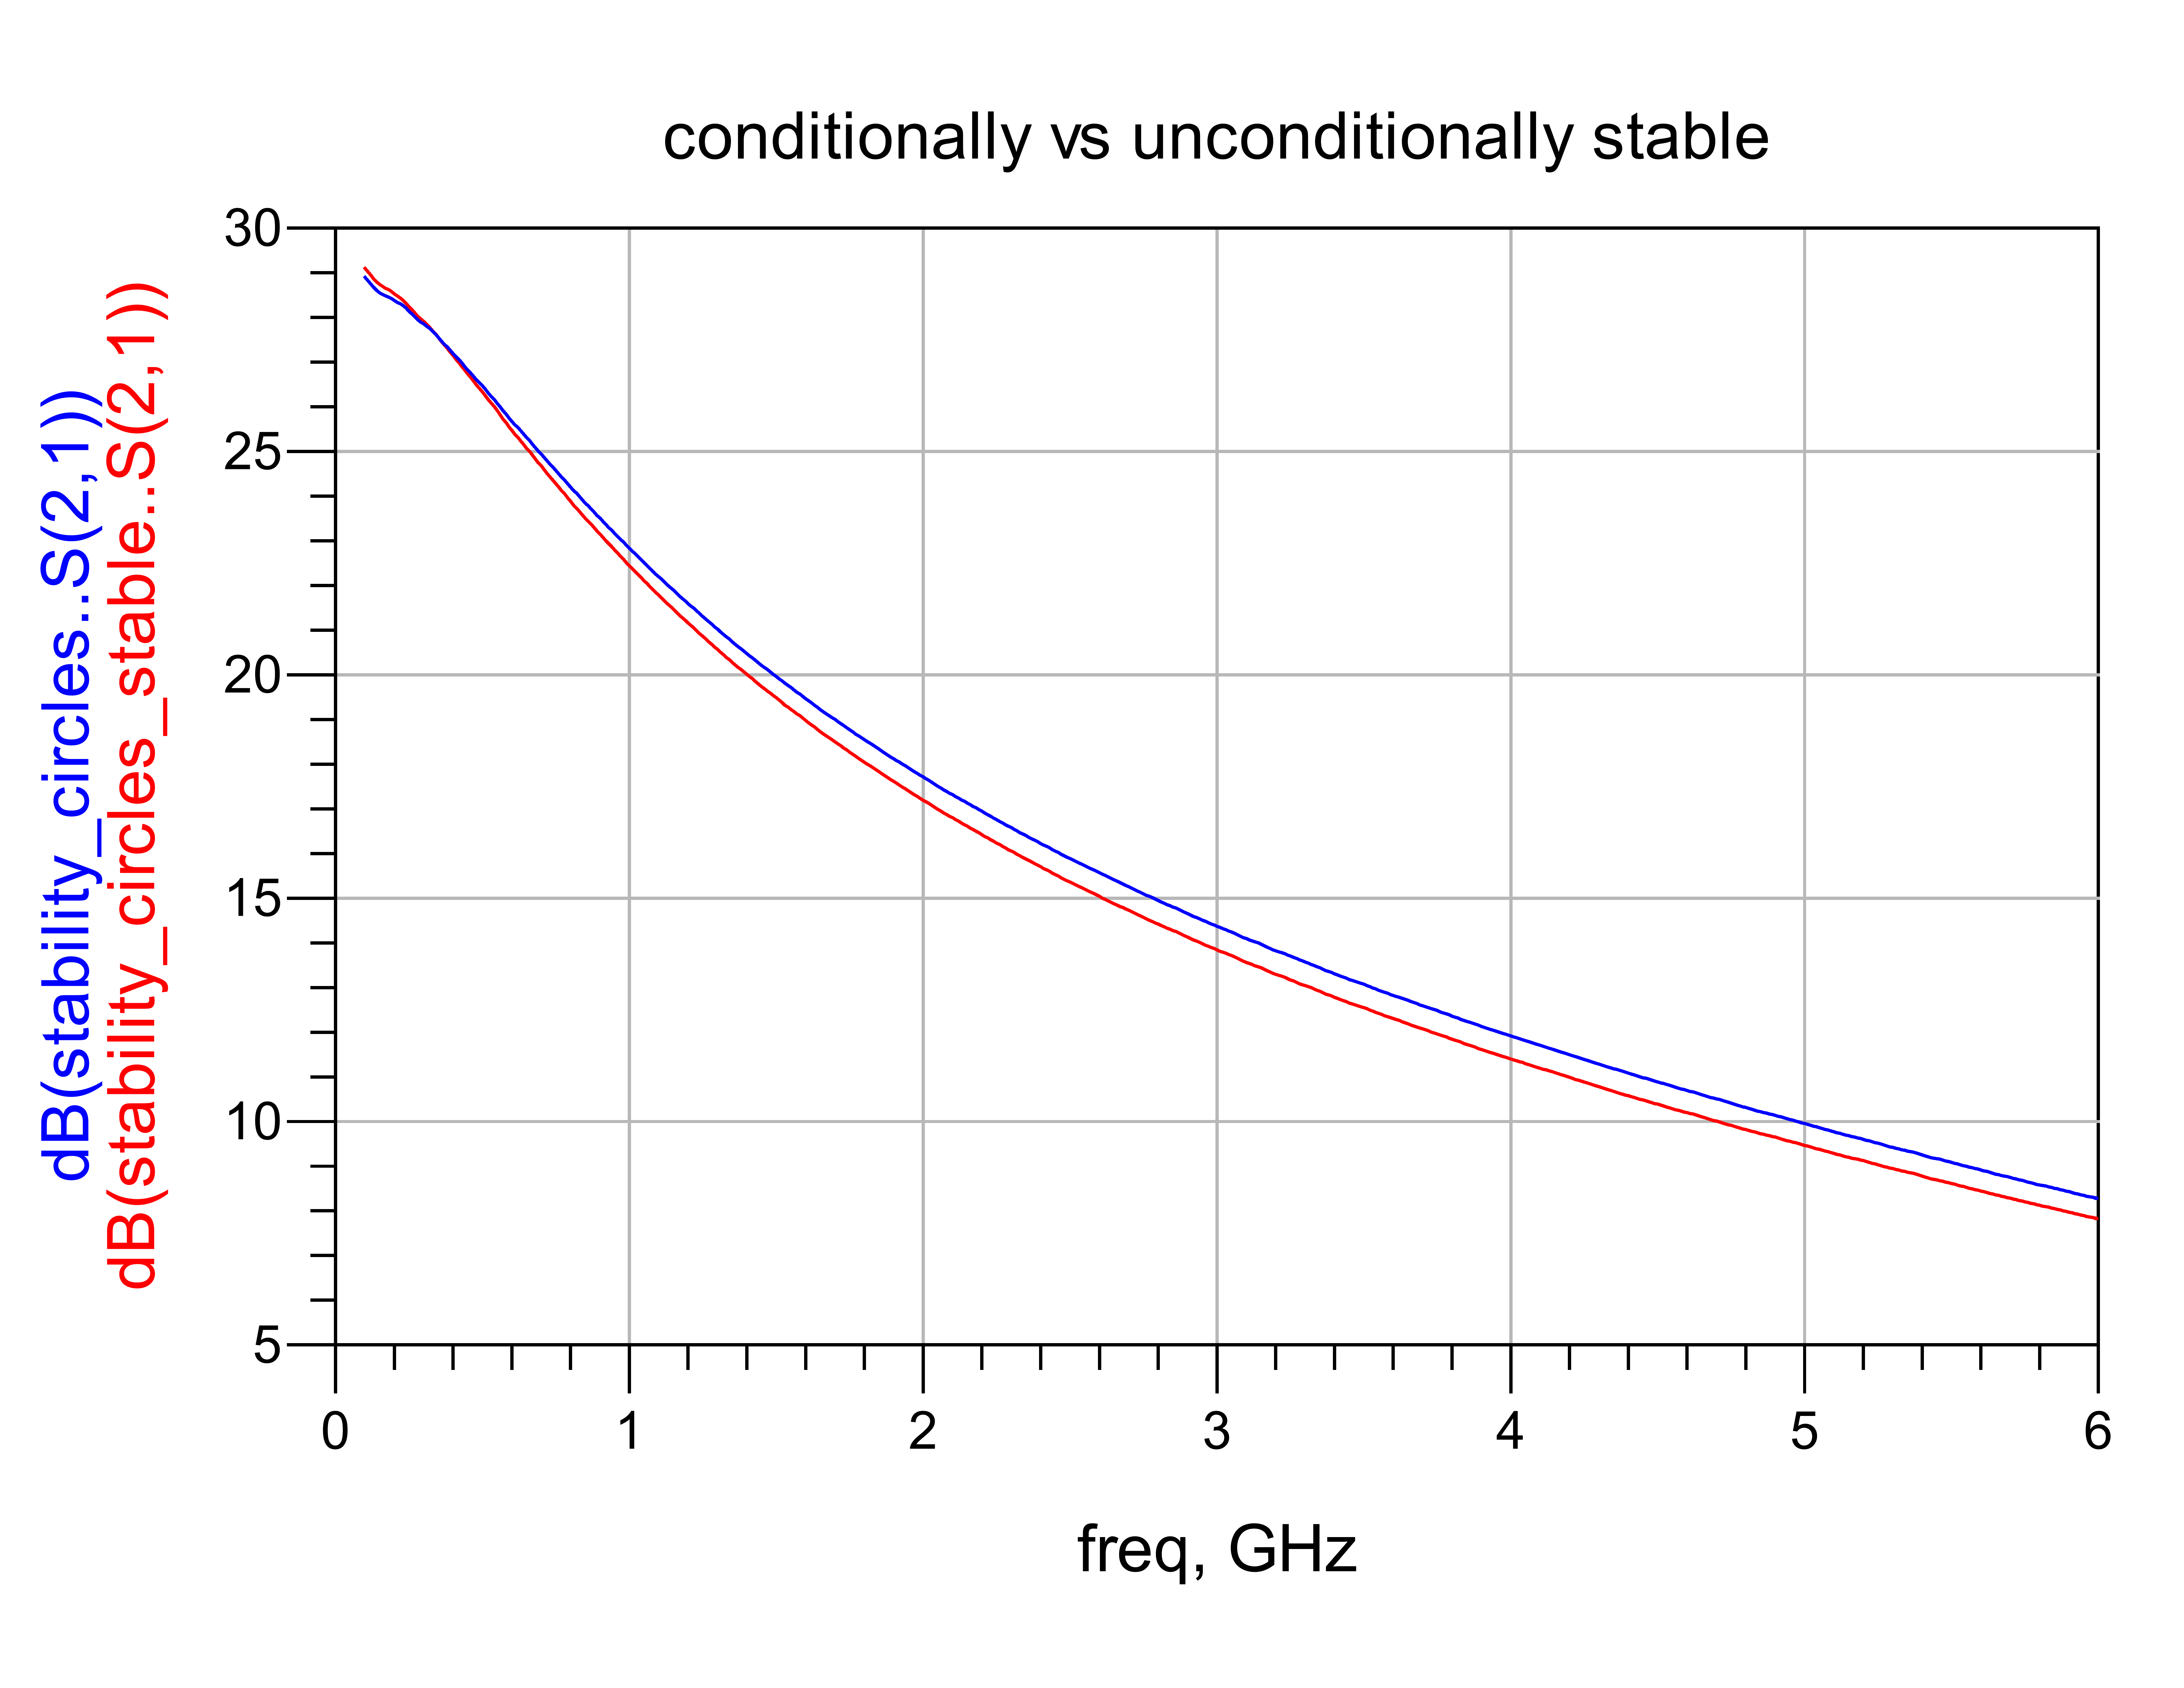 conditionally vs unconditionally stable
dB(stability_circles..S(2,1))
dB(stability_circles_stable..S(2,1))
30
25
20
15
10
5
0 1 2 3 4 5 6
freq, GHz